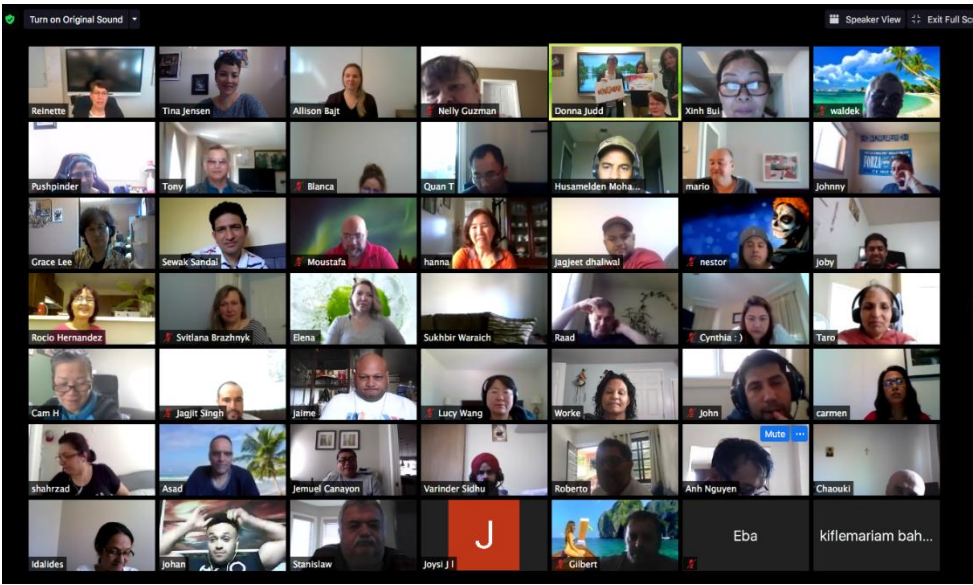 Turn on Original Sound
Speaker View
Exit Full
Reinette
Tina Jensen
Allison Bajt
Nelly Guzman
Donna Judd
Xinh Bui
waldek
Pushpinder
Tony
Blanca
Quan T
Husamelden Moha...
mario
FORZA
Johnny
Grace Lee
Sewak Sandal
Moustafa
hanna
Jagjeet dhaliwal
nestor
joby
Rocio Hernandez
Svitlana Brazhnyk
Elena
Sukhbir Waraich
Raad
Cynthia : )
Taro
Cam H
Jagjit Singh
jaime
Lucy Wang
Worke
John
carmen
Mute
shahrzad
Asad
Jemuel Canayon
Varinder Sidhu
Roberto
Anh Nguyen
Chaouki
J
Eba
kiflemariam bah...
Idalides
johan
Stanislaw
Joysi J l
Gilbert